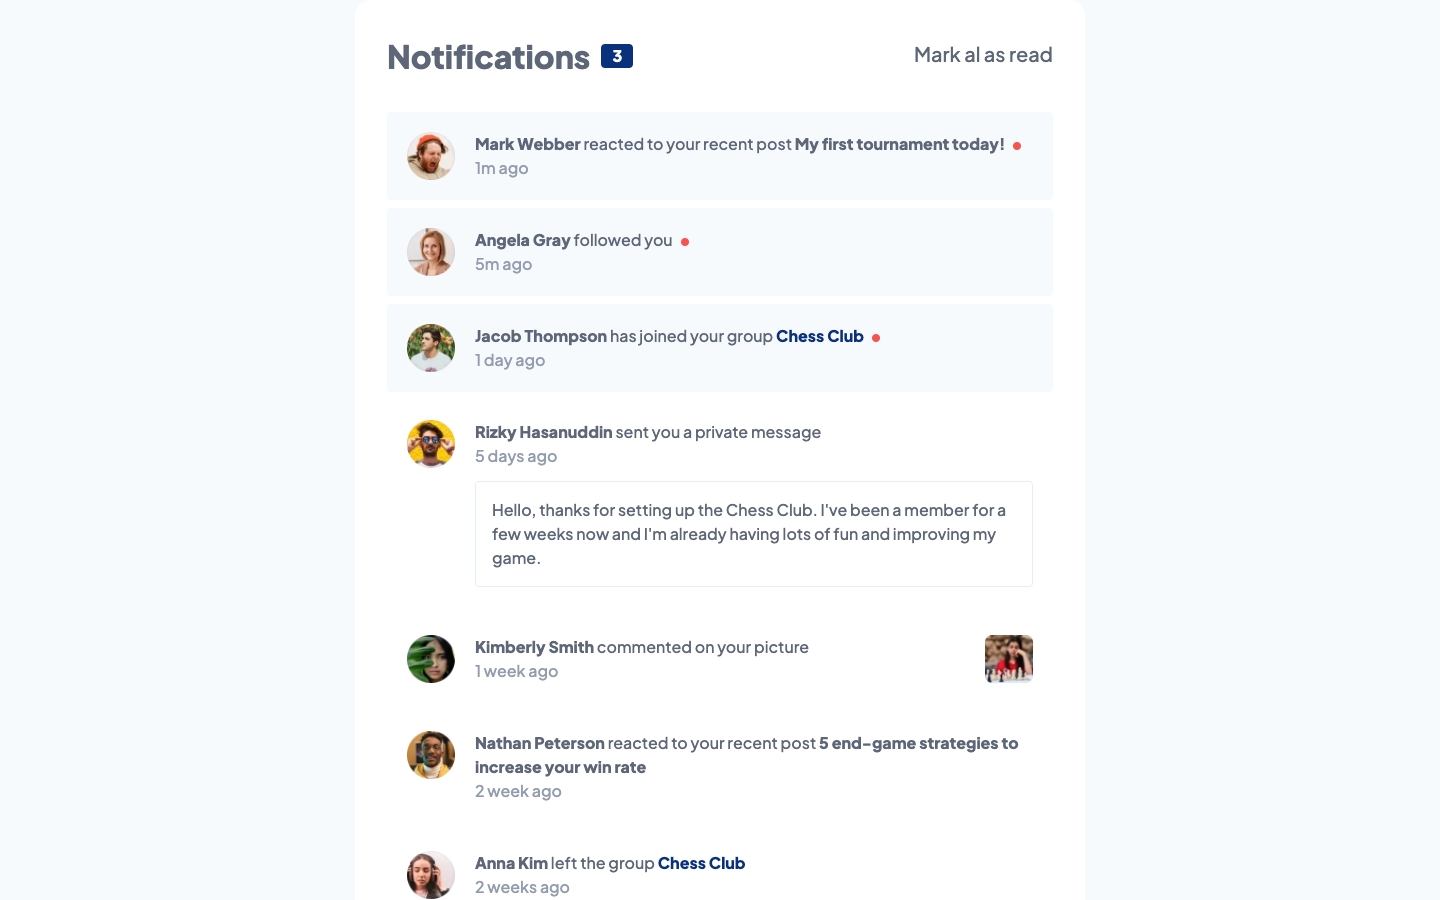 Notifications 3
Mark al as read
Mark Webber reacted to your recent post My first tournament today!
1m ago
Angela Gray followed you
5m ago
Jacob Thompson has joined your group Chess Club
1 day ago
Rizky Hasanuddin sent you a private message
5 days ago
Hello, thanks for setting up the Chess Club. I've been a member for a
few weeks now and I'm already having lots of fun and improving my
game.
Kimberly Smith commented on your picture
1 week ago
Nathan Peterson reacted to your recent post 5 end-game strategies to
increase your win rate
2 week ago
Anna Kim left the group Chess Club
2 weeks ago